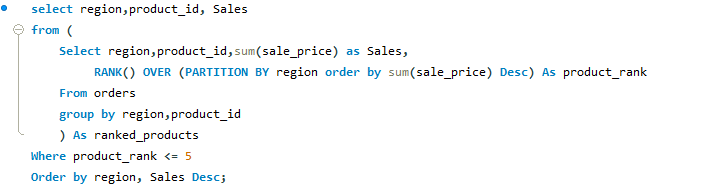 select region,product_id, Sales
from (
Select region,product_id,sum(sale_price) as Sales,
RANK() OVER (PARTITION BY region order by sum(sale_price) Desc) As product_rank
From orders
group by region,product_id
) As ranked_products
Where product_rank <= 5
Order by region, Sales Desc;